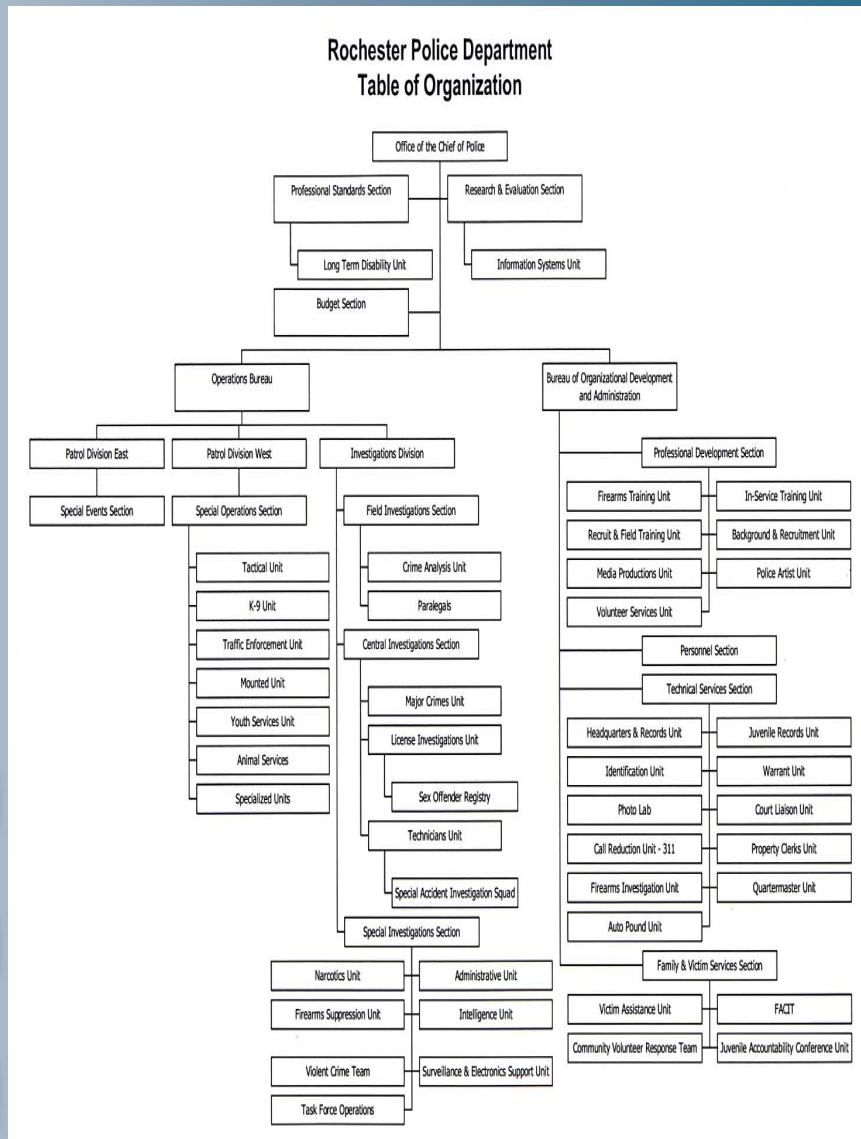 Rochester Police Department
Table of Organization
Office of the Chief of Police
Professional Standards Section
Research & Evaluation Section
Long Term Disability Unit
Information Systems Unit
Budget Section
Operations Bureau
Bureau of Organizational Development
and Administration
Patrol Division East
Patrol Division West
Investigations Division
Special Events Section
Special Operations Section
Tactical Unit
K-9 Unit
Traffic Enforcement Unit
Mounted Unit
Youth Services Unit
Animal Services
Specialized Units
Field Investigations Section
Crime Analysis Unit
Paralegals
Central Investigations Section
Major Crimes Unit
License Investigations Unit
Sex Offender Registry
Technicians Unit
Special Accident Investigation Squad
Special Investigations Section
Narcotics Unit
Administrative Unit
Firearms Suppression Unit
Intelligence Unit
Violent Crime Team
Surveillance & Electronics Support Unit
Task Force Operations
Professional Development Section
Firearms Training Unit
In-Service Training Unit
Recruit & Field Training Unit
Background & Recruitment Unit
Media Productions Unit
Police Artist Unit
Volunteer Services Unit
Personnel Section
Technical Services Section
Headquarters & Records Unit
Juvenile Records Unit
Identification Unit
Warrant Unit
Photo Lab
Court Liaison Unit
Call Reduction Unit - 311
Property Clerks Unit
Firearms Investigation Unit
Quartermaster Unit
Auto Pound Unit
Family & Victim Services Section
Victim Assistance Unit
FACIT
Community Volunteer Response Team
Juvenile Accountability Conference Unit